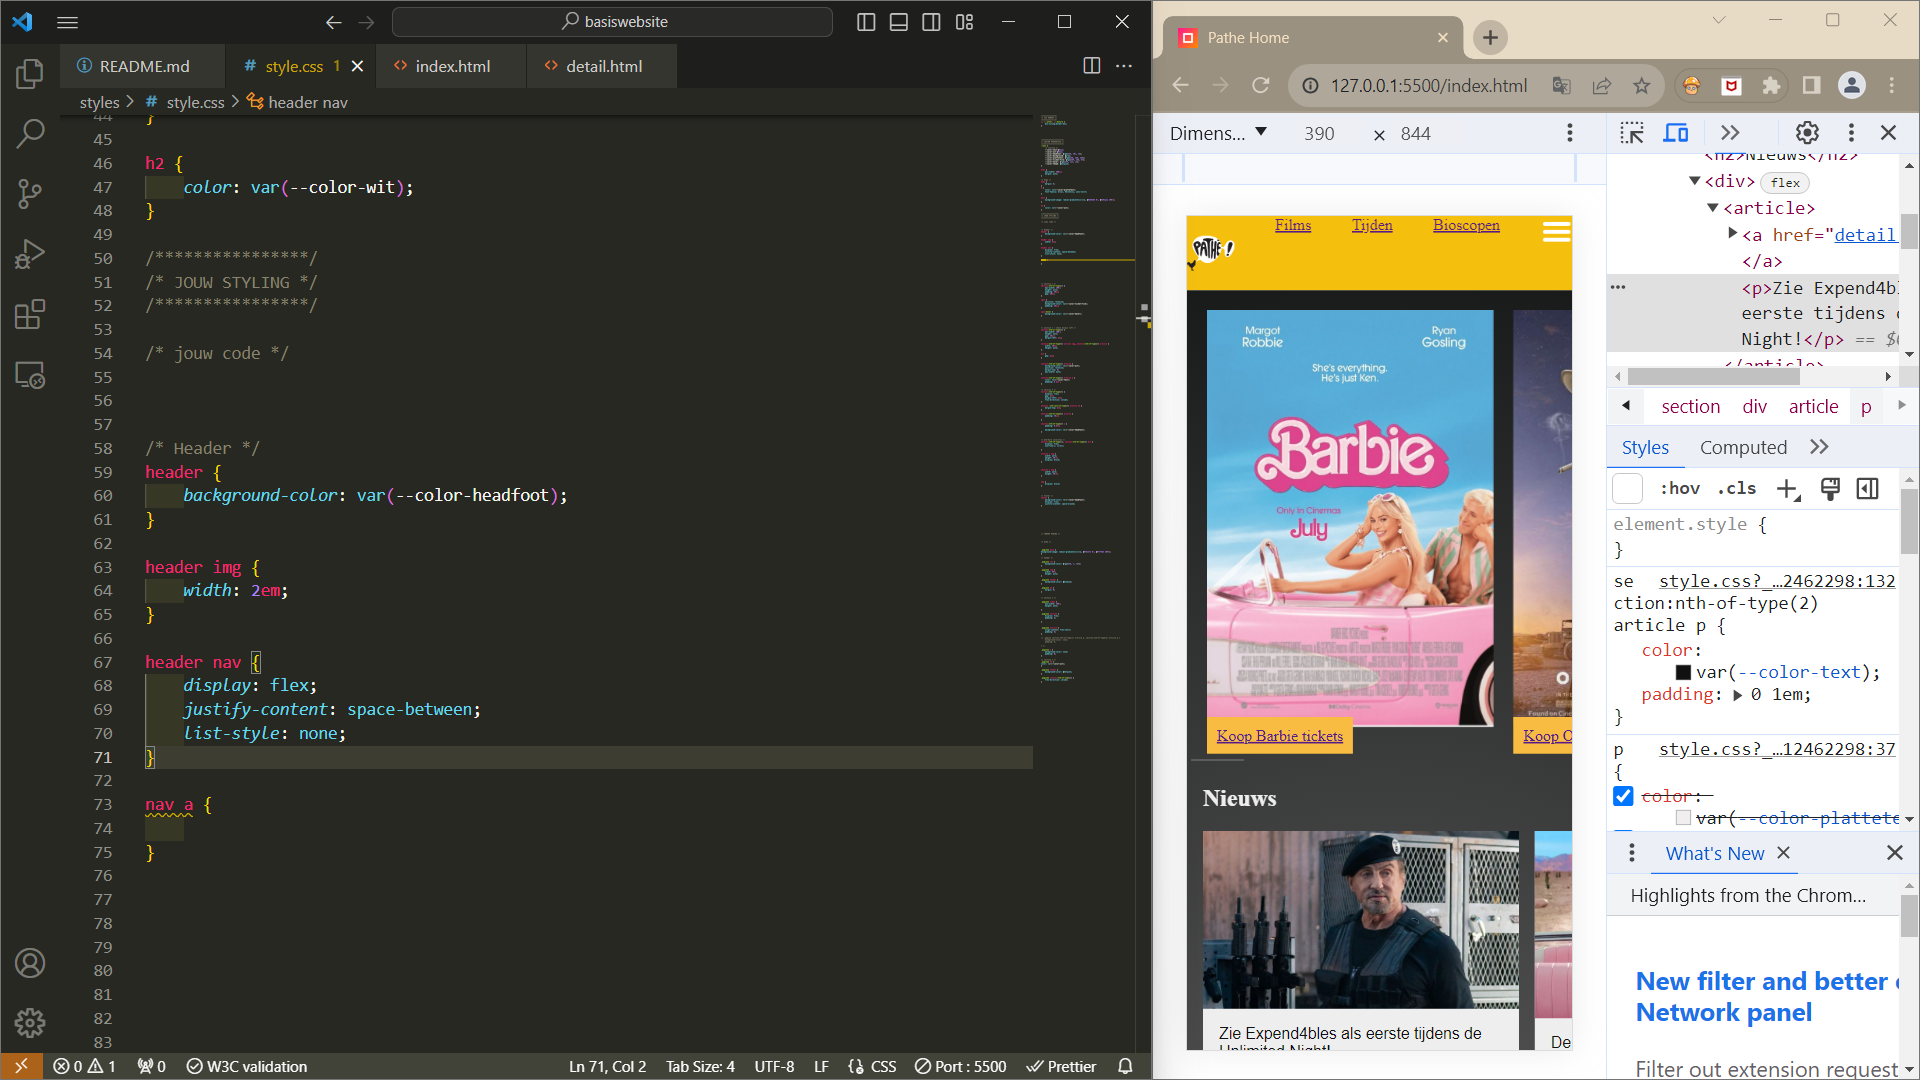 basiswebsite
README.md
style.css 1
index.html
detail.html
styles > style.css > header nav
44 }
45
46 h2 {
47 color: var(--color-wit);
48 }
49
50 /****************/
51 /* JOUW STYLING */
52 /****************/
53
54 /* jouw code */
55
56
57
58 /* Header */
59 header {
60 background-color: var(--color-headfoot);
61 }
62
63 header img {
64 width: 2em;
65 }
66
67 header nav {
68 display: flex;
69 justify-content: space-between;
70 list-style: none;
71 }
72
73 nav a {
74
75 }
76
77
78
79
80
81
82
83
0 1 0 W3C validation Ln 71, Col 2 Tab Size: 4 UTF-8 LF CSS Port : 5500 Prettier
Pathe Home
127.0.0.1:5500/index.html
Dimens... 390 × 844
Films Tijden Bioscopen
PATHE !
Margot Robbie
Ryan Gosling
She's everything.
He's just Ken.
Barbie
Only in Cinemas
July
Koop Barbie tickets
Koop O
Nieuws
Zie Expend4bles als eerste tijdens de
Unlimited Night!
De
<h2>Nieuws</h2>
<div> flex
<article>
<a href="detail
</a>
<p>Zie Expend4bl
eerste tijdens
Night!</p> == $
</article>
section div article p
Styles Computed
:hov .cls
element.style {
}
se style.css?_…2462298:132
ction:nth-of-type(2)
article p {
color:
var(--color-text);
padding: 0 1em;
}
p style.css?_…12462298:37
{
color:
var(--color-plattete
What's New
Highlights from the Chrom...
New filter and better
Network panel
Filter out extension request